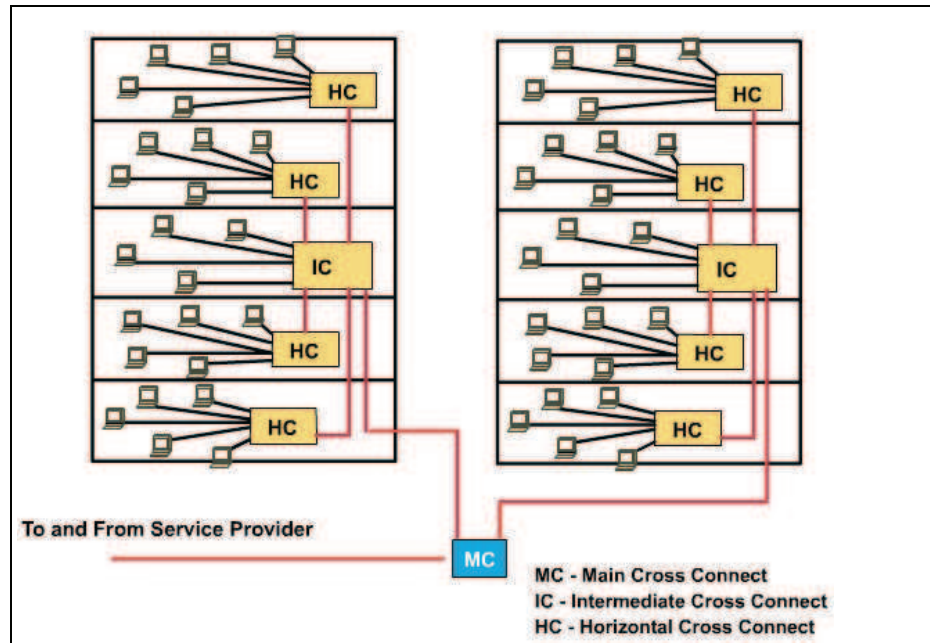 HC
HC
HC
HC
IC
IC
HC
HC
HC
HC
To and From Service Provider
MC
MC - Main Cross Connect
IC - Intermediate Cross Connect
HC - Horizontal Cross Connect